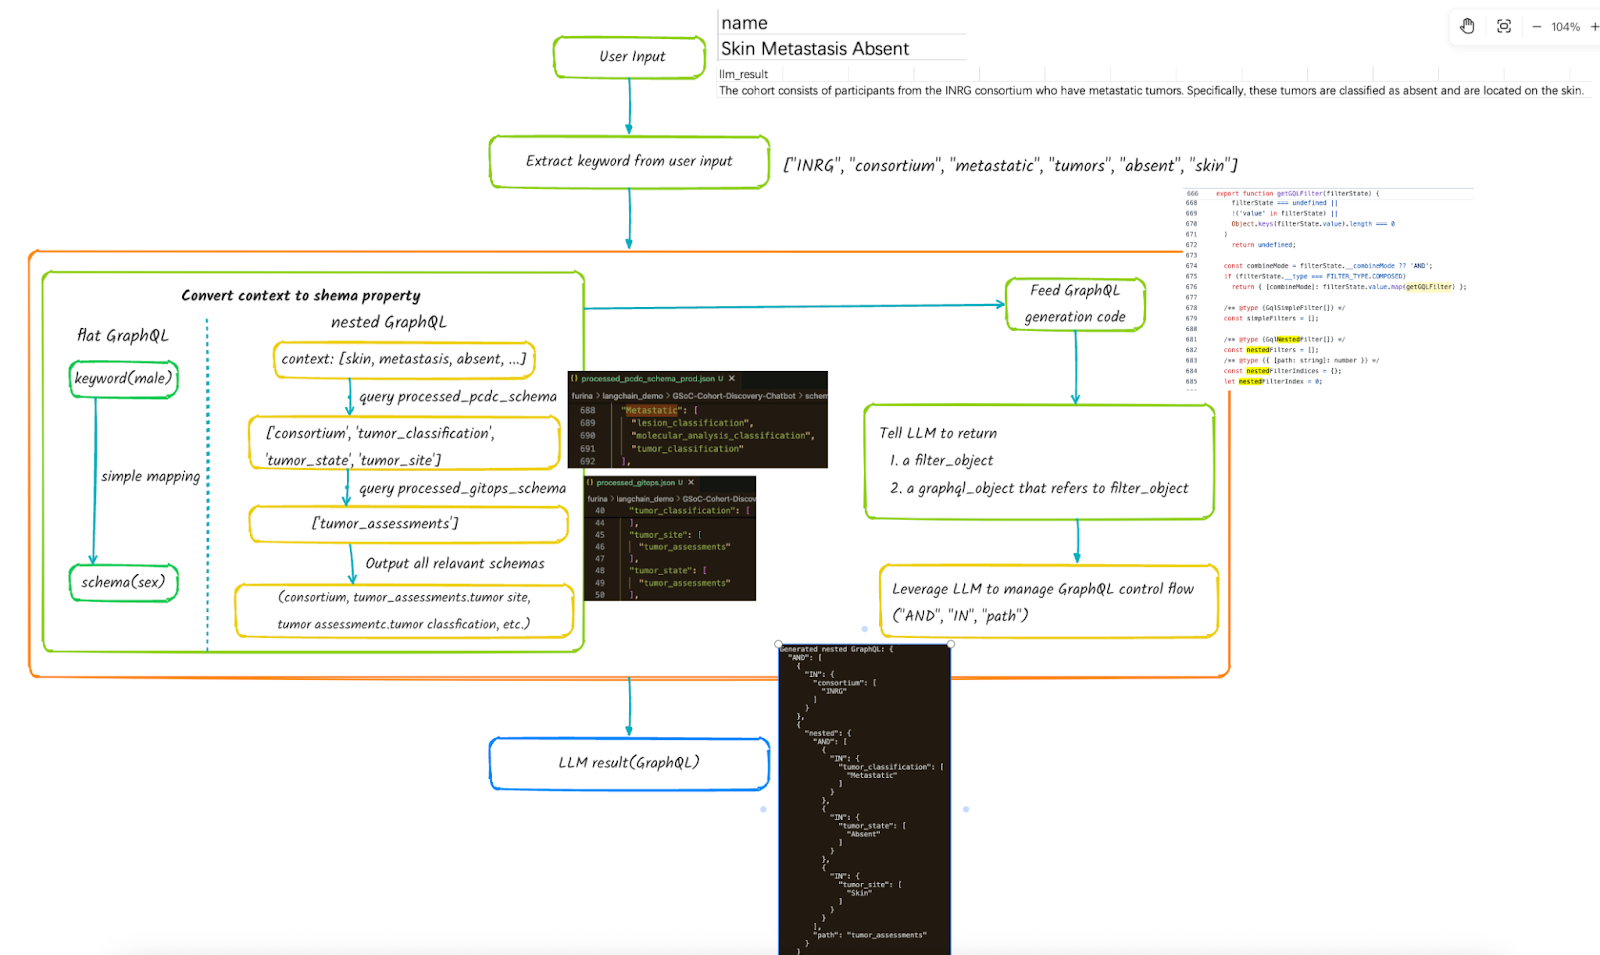 name
Skin Metastasis Absent
llm_result
The cohort consists of participants from the INRG consortium who have metastatic tumors. Specifically, these tumors are classified as absent and are located on the skin.
104%
User Input
Extract keyword from user input
["INRG", "consortium", "metastatic", "tumors", "absent", "skin"]
666 export function getGQLFilter(filterState) {
668 filterState === undefined ||
669 !('value' in filterState) ||
670 Object.keys(filterState.value).length === 0
671 )
672 return undefined;
673
674 const combineMode = filterState.__combineMode ?? 'AND';
675 if (filterState.__type === FILTER_TYPE.COMPOSED)
676 return { [combineMode]: filterState.value.map(getGQLFilter) };
677
678 /** @type {GqlSimpleFilter[]} */
679 const simpleFilters = [];
680
681 /** @type {GqlNestedFilter[]} */
682 const nestedFilters = [];
683 /** @type {{ [path: string]: number }} */
684 const nestedFilterIndices = {};
685 let nestedFilterIndex = 0;
Convert context to shema property
flat GraphQL
keyword(male)
simple mapping
schema(sex)
nested GraphQL
context: [skin, metastasis, absent, ...]
query processed_pcdc_schema
['consortium', 'tumor_classification',
'tumor_state', 'tumor_site']
query processed_gitops_schema
['tumor_assessments']
Output all relavant schemas
(consortium, tumor_assessments.tumor site,
tumor assessmentc.tumor classfication, etc.)
{} processed_pcdc_schema_prod.json U ✕
furina > langchain_demo > GSoC-Cohort-Discovery-Chatbot > schem
688 "Metastatic": [
689 "lesion_classification",
690 "molecular_analysis_classification",
691 "tumor_classification"
692 ],
{} processed_gitops.json U ✕
furina > langchain_demo > GSoC-Cohort-Discov
40 "tumor_classification": [
44 ],
45 "tumor_site": [
46 "tumor_assessments"
47 ],
48 "tumor_state": [
49 "tumor_assessments"
50 ],
Feed GraphQL
generation code
Tell LLM to return
1. a filter_object
2. a graphql_object that refers to filter_object
Leverage LLM to manage GraphQL control flow
("AND", "IN", "path")
LLM result(GraphQL)
Generated nested GraphQL: {
"AND": [
{
"IN": {
"consortium": [
"INRG"
]
}
},
{
"nested": {
"AND": [
{
"IN": {
"tumor_classification": [
"Metastatic"
]
}
},
{
"IN": {
"tumor_state": [
"Absent"
]
}
},
{
"IN": {
"tumor_site": [
"Skin"
]
}
}
],
"path": "tumor_assessments"
}
}